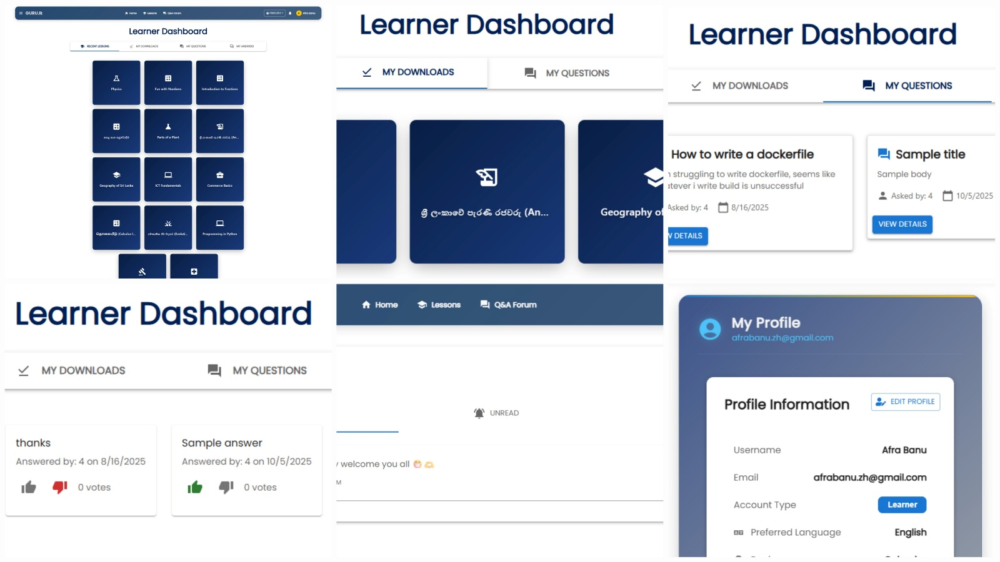 GURU.lk
Home
Lessons
Q&A Forum
ENGLISH
Afra Banu
Learner Dashboard
RECENT LESSONS
MY DOWNLOADS
MY QUESTIONS
MY ANSWERS
Physics
Fun with Numbers
Introduction to Fractions
Parts of a Plant
ශ්‍රී ලංකාවේ පැරණි රජවරු (An...
Geography of Sri Lanka
ICT Fundamentals
Commerce Basics
(Calculus I...
(Evoluti...
Programming in Python
Learner Dashboard
MY DOWNLOADS
MY QUESTIONS
ශ්‍රී ලංකාවේ පැරණි රජවරු (An...
Geography of
Learner Dashboard
MY DOWNLOADS
MY QUESTIONS
How to write a dockerfile
struggling to write dockerfile, seems like
atever i write build is unsuccessful
Asked by: 4
8/16/2025
W DETAILS
Sample title
Sample body
Asked by: 4
10/5/2025
VIEW DETAILS
Learner Dashboard
MY DOWNLOADS
MY QUESTIONS
thanks
Answered by: 4 on 8/16/2025
0 votes
Sample answer
Answered by: 4 on 10/5/2025
0 votes
Home
Lessons
Q&A Forum
UNREAD
welcome you all 
M
My Profile
afrabanu.zh@gmail.com
Profile Information
EDIT PROFILE
Username
Afra Banu
Email
afrabanu.zh@gmail.com
Account Type
Learner
Preferred Language
English